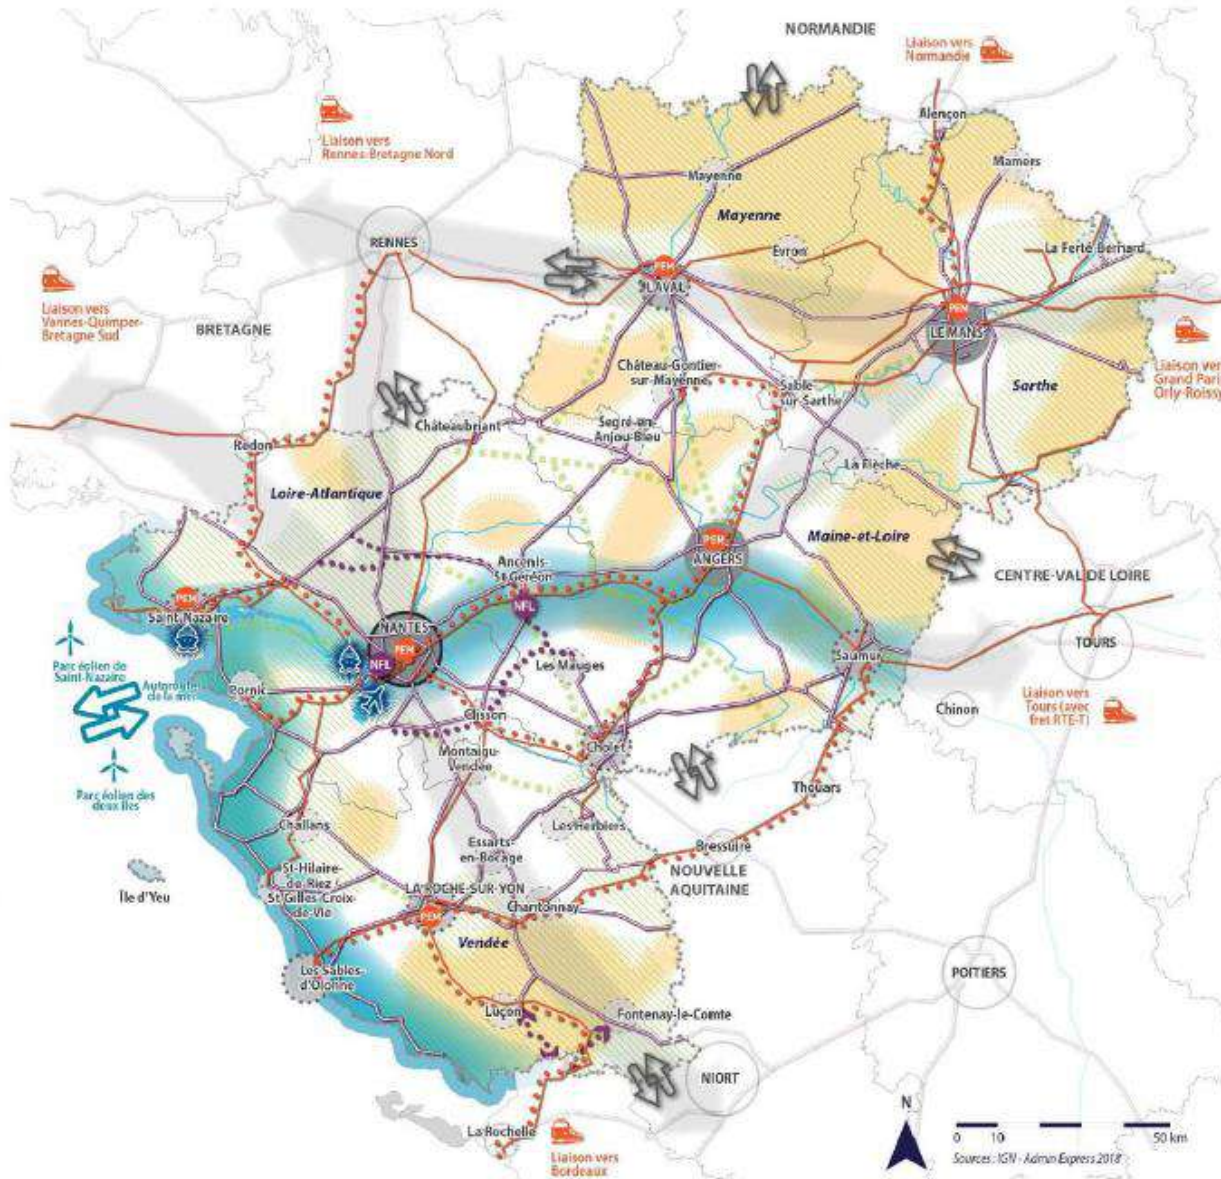 NORMANDIE
Liaison vers
Normandie
Alençon
Liaison vers
Rennes-Bretagne Nord
Mamers
Mayenne
Mayenne
RENNES
Evron
La Ferté Bernard
PEM
LAVAL
Liaison vers
Vannes-Quimper-
Bretagne Sud
BRETAGNE
PEM
LE MANS
Liaison vers
Grand Pari
Orly-Roissy
Château-Gontier-
sur-Mayenne
Sablé
sur-Sarthe
Sarthe
Châteaubriant
Segré-en
Anjou-Bleu
Redon
La Flèche
Loire-Atlantique
Maine-et-Loire
PEM
ANGERS
Ancenis-
St-Géréon
CENTRE-VAL DE LOIRE
PEM
Saint-Nazaire
NFL
NANTES
PEM
NFL
TOURS
Parc éolien de
Saint-Nazaire
Les Mauges
Saumur
Autoroute
de la mer
Pornic
Liaison vers
Tours (avec
fret RTE-T)
Chinon
Clisson
Cholet
Montaigu-
Vendée
Parc éolien des
deux îles
Thouars
Challans
Les Herbiers
Essarts-
en-Bocage
Bressuire
NOUVELLE
AQUITAINE
Île d'Yeu
St-Hilaire-
de-Riez /
St Gilles-Croix-
de-Vie
LA ROCHE-SUR-YON
PEM
Chantonnay
Vendée
Les Sables-
d'Olonne
POITIERS
Luçon
Fontenay-le-Comte
NIORT
N
0 10 50 km
La Rochelle
Liaison vers
Bordeaux
Sources : IGN - Admin Express 2018